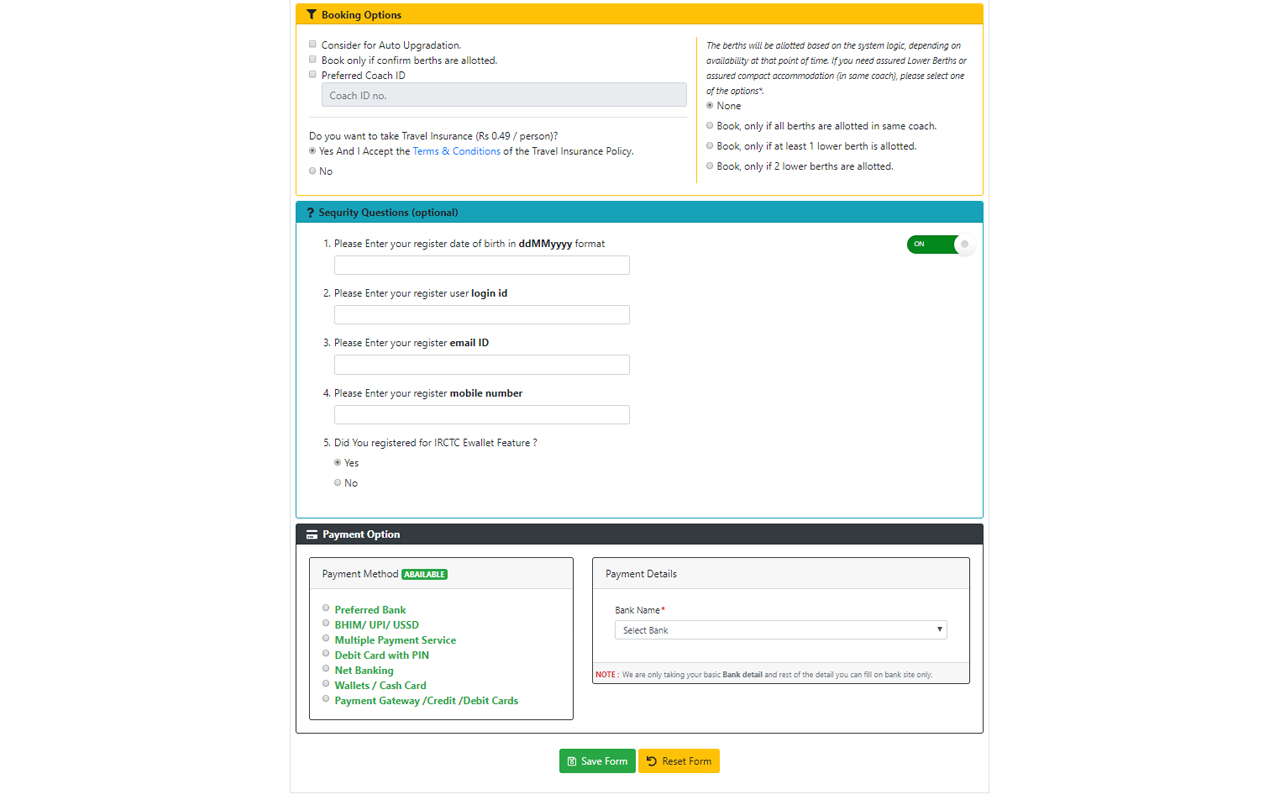 Booking Options
Consider for Auto Upgradation.
Book only if confirm berths are allotted.
Preferred Coach ID
Coach ID no.
Do you want to take Travel Insurance (Rs 0.49 / person)?
Yes And I Accept the Terms & Conditions of the Travel Insurance Policy.
No
The berths will be allotted based on the system logic, depending on
availability at that point of time. If you need assured Lower Berths or
assured compact accommodation (in same coach), please select one
of the options*.
None
Book, only if all berths are allotted in same coach.
Book, only if at least 1 lower berth is allotted.
Book, only if 2 lower berths are allotted.
? Sequrity Questions (optional)
1. Please Enter your register date of birth in ddMMyyyy format
ON
2. Please Enter your register user login id
3. Please Enter your register email ID
4. Please Enter your register mobile number
5. Did You registered for IRCTC Ewallet Feature ?
Yes
No
Payment Option
Payment Method ABAILABLE
Preferred Bank
BHIM/ UPI/ USSD
Multiple Payment Service
Debit Card with PIN
Net Banking
Wallets / Cash Card
Payment Gateway /Credit /Debit Cards
Payment Details
Bank Name*
Select Bank
NOTE : We are only taking your basic Bank detail and rest of the detail you can fill on bank site only.
Save Form
Reset Form